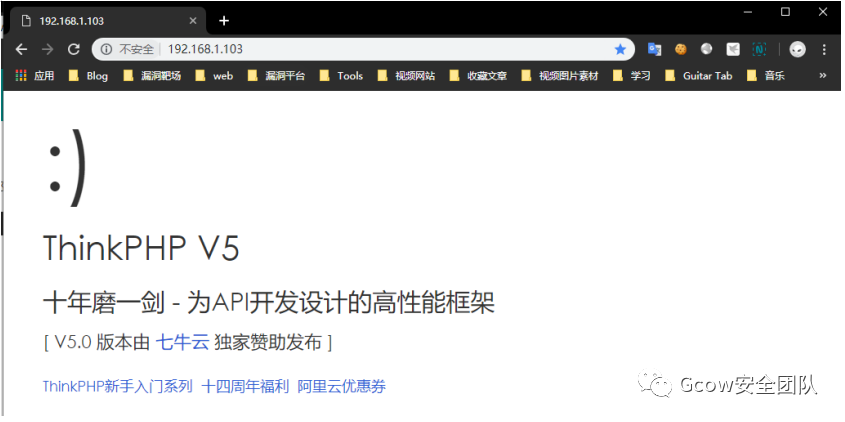 192.168.1.103
不安全 | 192.168.1.103
应用 Blog 漏洞靶场 web 漏洞平台 Tools 视频网站 收藏文章 视频图片素材 学习 Guitar Tab 音乐 »
:)
ThinkPHP V5
十年磨一剑 - 为API开发设计的高性能框架
[ V5.0 版本由 七牛云 独家赞助发布 ]
ThinkPHP新手入门系列 十四周年福利 阿里云优惠券
Gcow安全团队